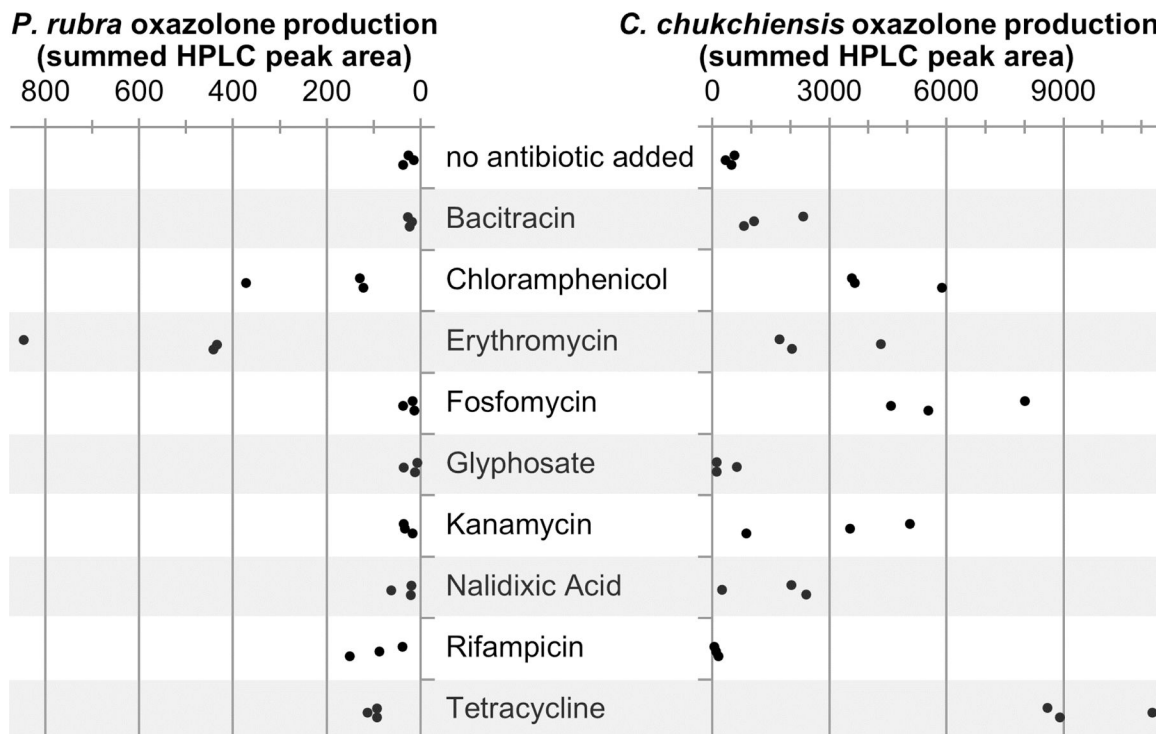 P. rubra oxazolone production
(summed HPLC peak area)
800 600 400 200 0
C. chukchiensis oxazolone production
(summed HPLC peak area)
0 3000 6000 9000
no antibiotic added
Bacitracin
Chloramphenicol
Erythromycin
Fosfomycin
Glyphosate
Kanamycin
Nalidixic Acid
Rifampicin
Tetracycline